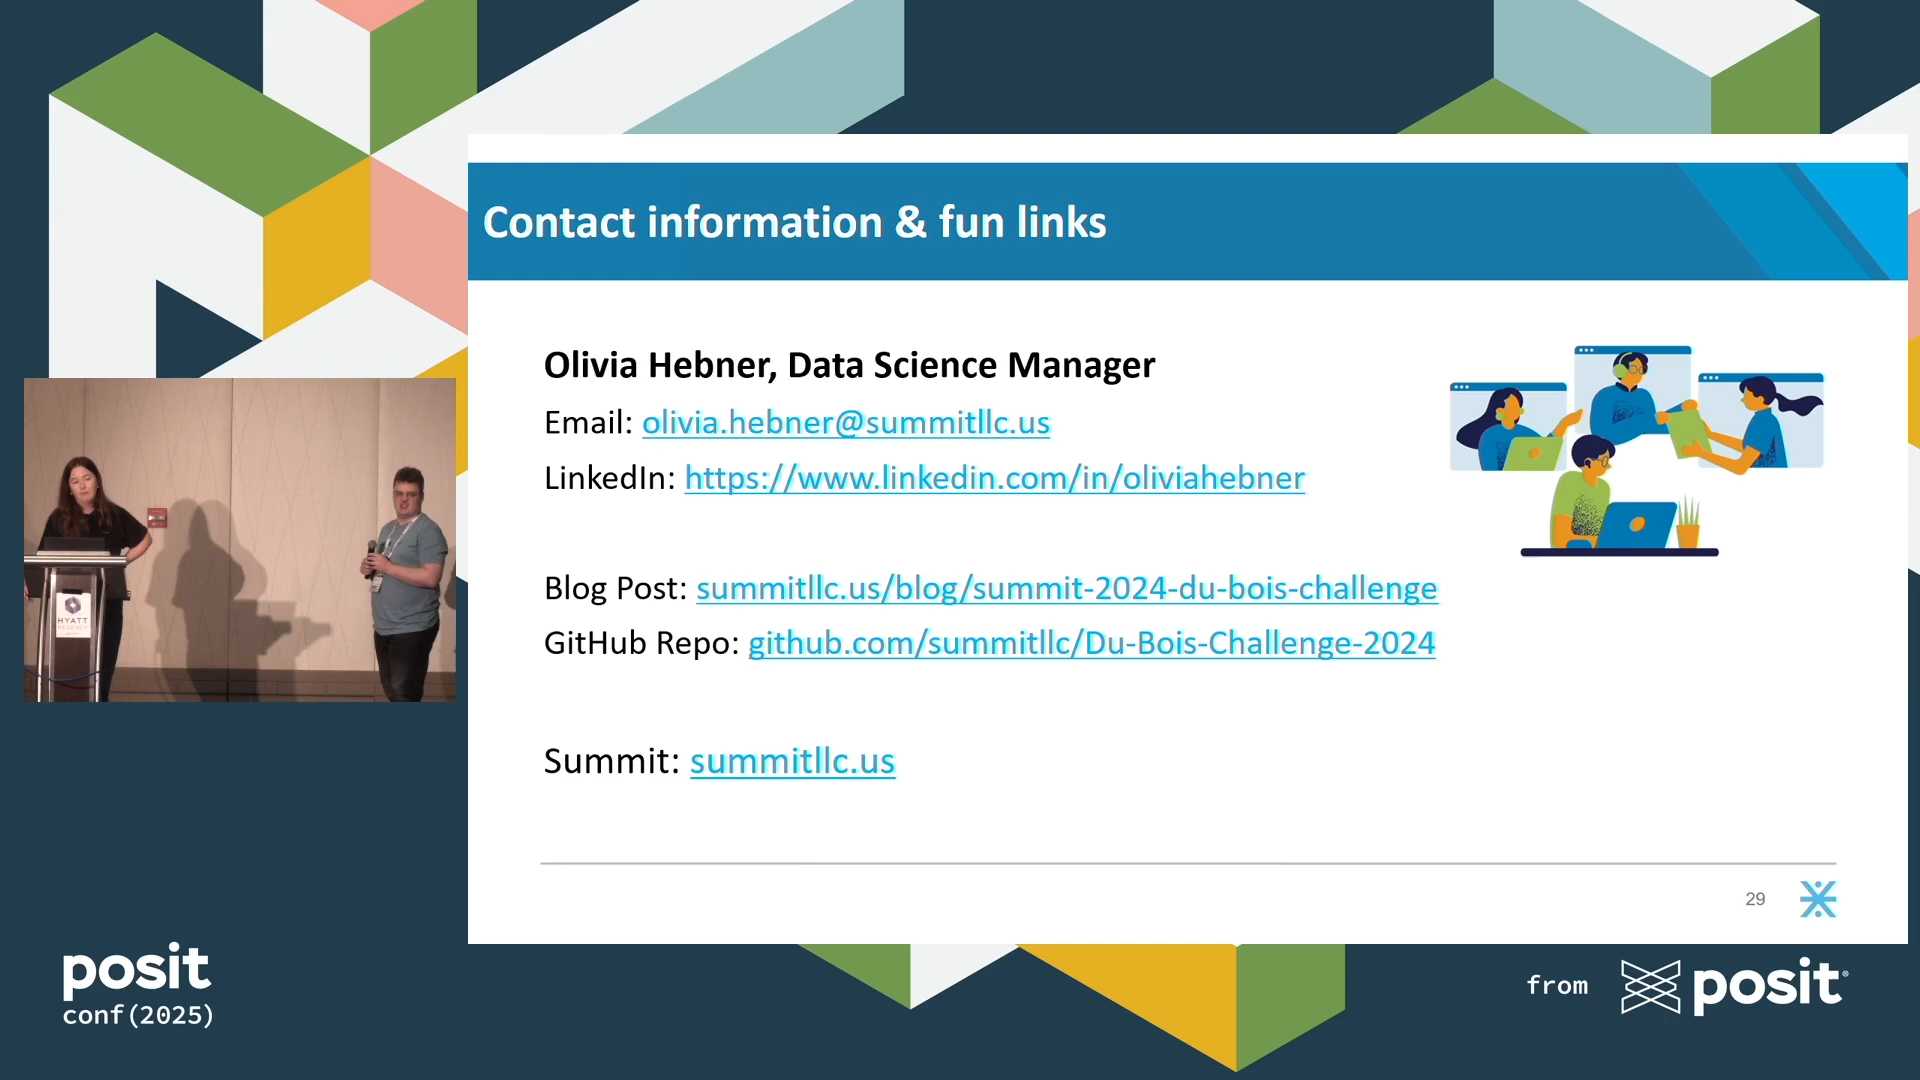 Contact information & fun links
Olivia Hebner, Data Science Manager
Email: olivia.hebner@summitllc.us
LinkedIn: https://www.linkedin.com/in/oliviahebner
Blog Post: summitllc.us/blog/summit-2024-du-bois-challenge
GitHub Repo: github.com/summitllc/Du-Bois-Challenge-2024
Summit: summitllc.us
29
HYATT
REGENCY
posit
conf(2025)
from
posit